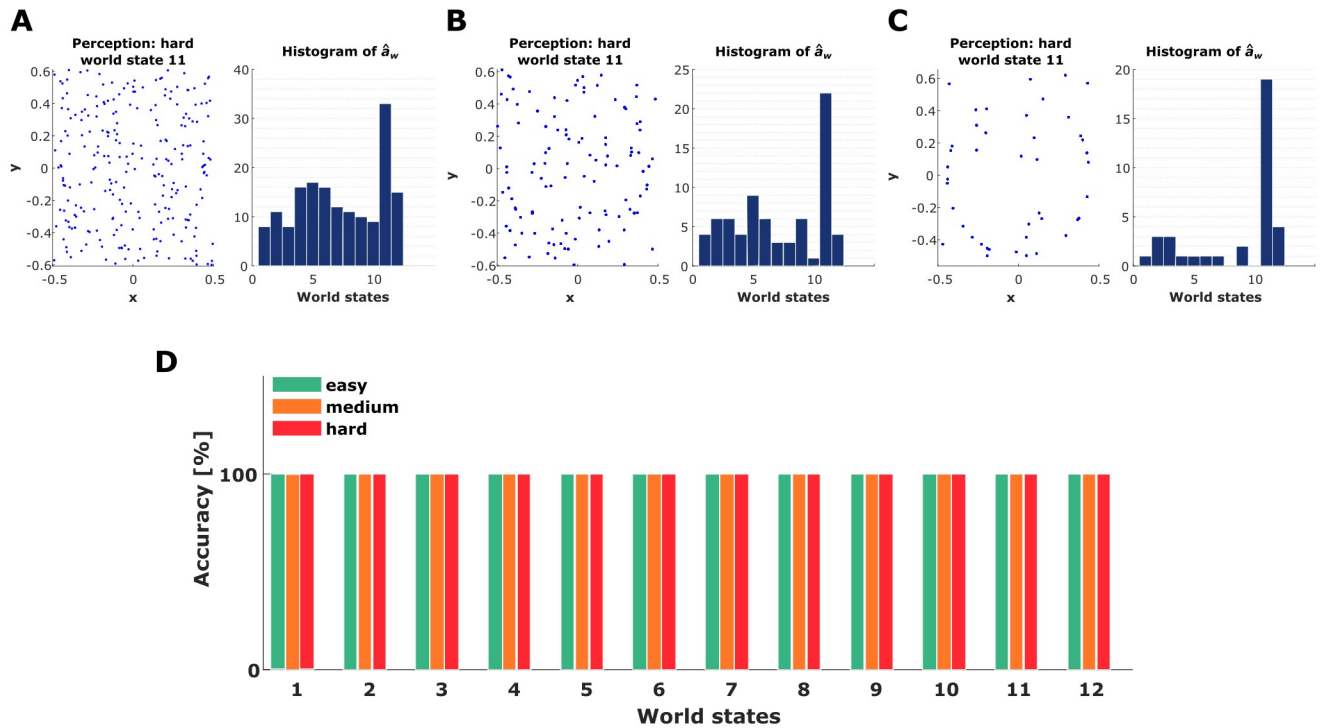 A
Perception: hard
world state 11
0.6
0.4
0.2
0
-0.2
-0.4
-0.6
y
-0.5
0
0.5
x
Histogram of âw
40
30
20
10
0
5
10
World states
B
Perception: hard
world state 11
0.6
0.4
0.2
0
-0.2
-0.4
-0.6
y
-0.5
0
0.5
x
Histogram of âw
25
20
15
10
5
0
5
10
World states
C
Perception: hard
world state 11
0.6
0.4
0.2
0
-0.2
-0.4
y
-0.5
0
0.5
x
Histogram of âw
20
15
10
5
0
5
10
World states
D
easy
medium
hard
Accuracy [%]
100
0
1 2 3 4 5 6 7 8 9 10 11 12
World states